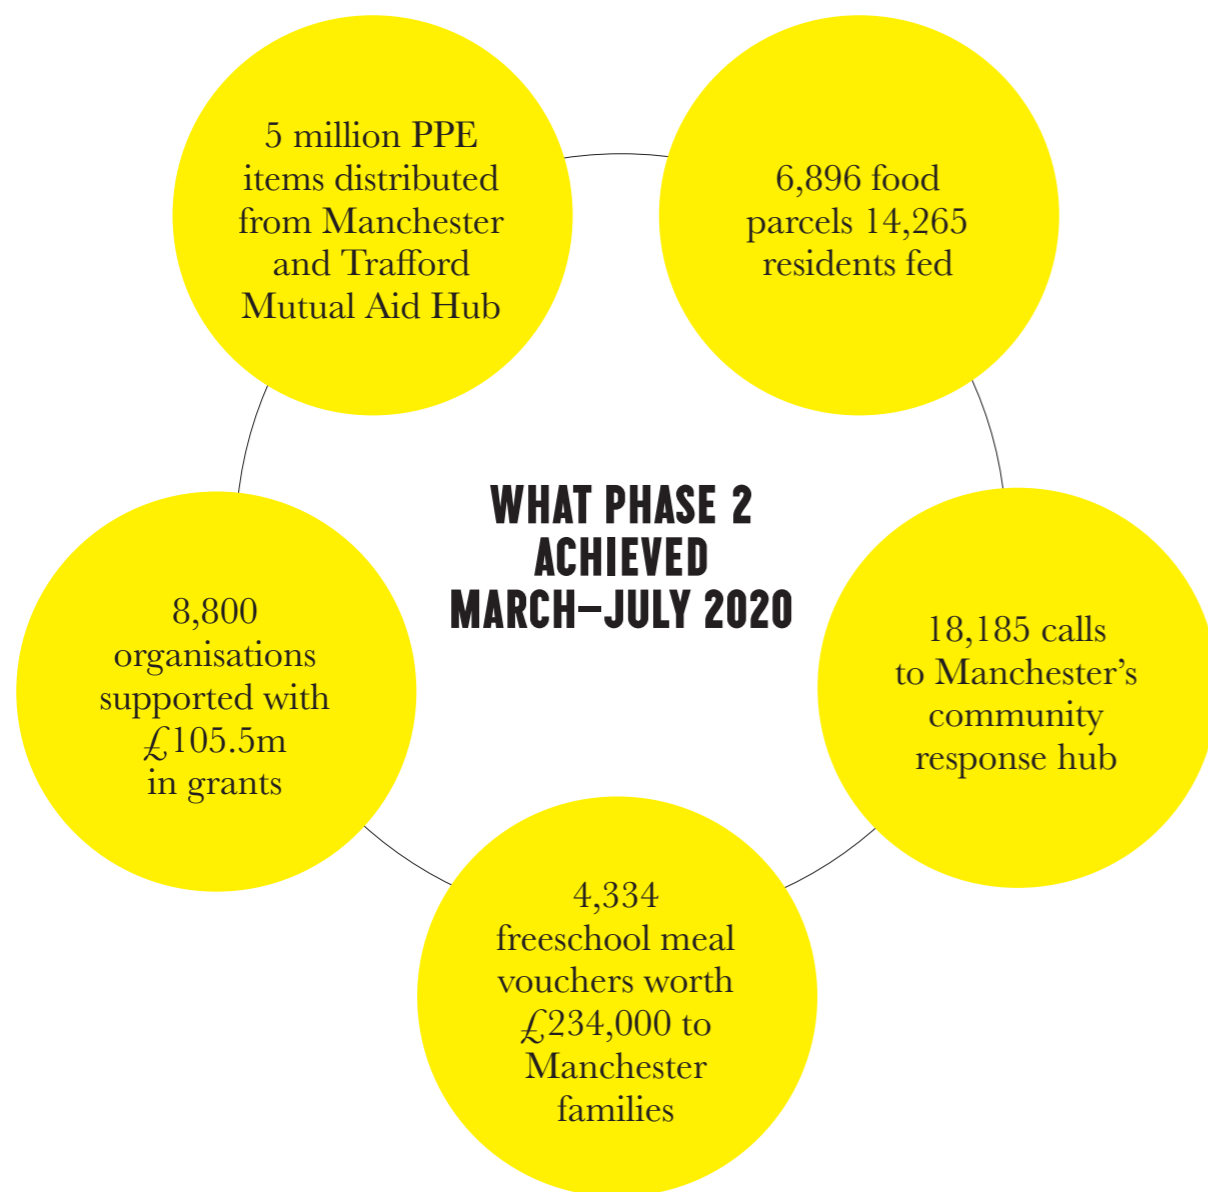 5 million PPE
items distributed
from Manchester
and Trafford
Mutual Aid Hub
6,896 food
parcels 14,265
residents fed
WHAT PHASE 2
ACHIEVED
MARCH–JULY 2020
8,800
organisations
supported with
£105.5m
in grants
18,185 calls
to Manchester’s
community
response hub
4,334
freeschool meal
vouchers worth
£234,000 to
Manchester
families